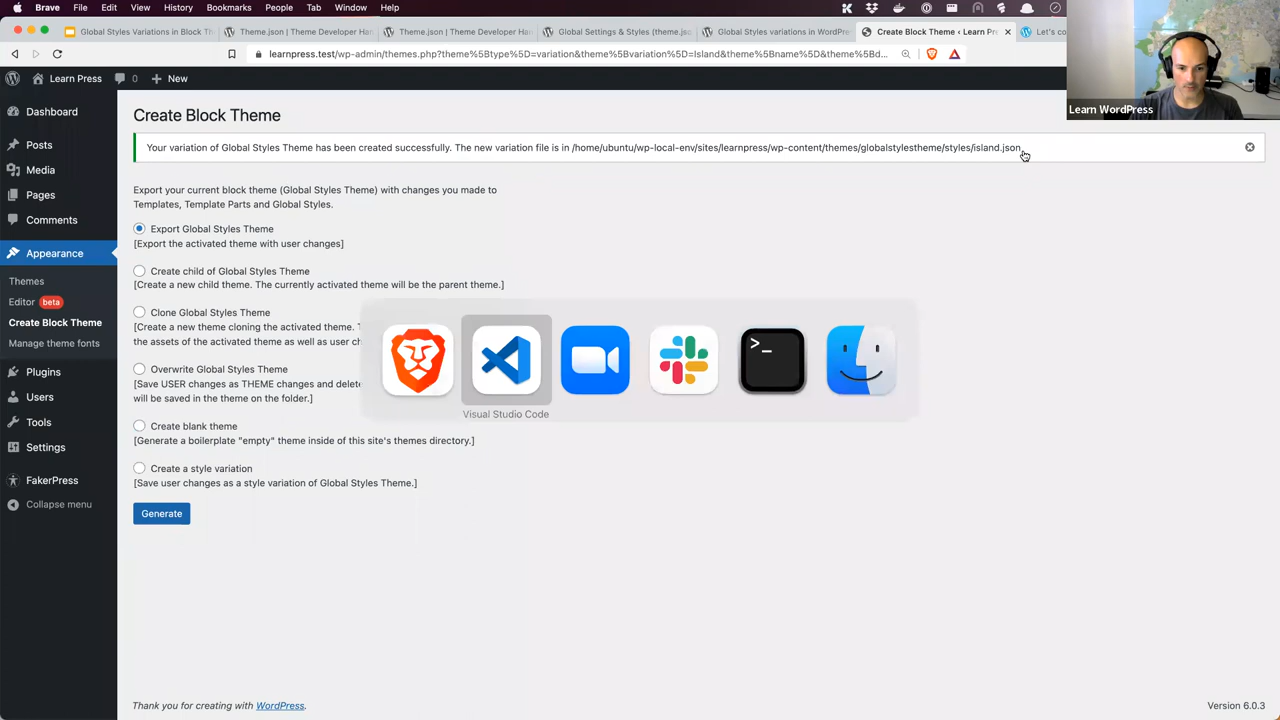 Brave File Edit View History Bookmarks People Tab Window Help
Global Styles Variations in Block Th
Theme.json | Theme Developer Han
Theme.json | Theme Developer Han
Global Settings & Styles (theme.jso
Global Styles variations in WordPre
Create Block Theme ‹ Learn Pre
Let's co
learnpress.test/wp-admin/themes.php?theme%5Btype%5D=variation&theme%5Bvariation%5D=Island&theme%5Bname%5D&theme%5Bd...
Learn Press
0
New
Learn WordPress
Dashboard
Posts
Media
Pages
Comments
Appearance
Themes
Editor beta
Create Block Theme
Manage theme fonts
Plugins
Users
Tools
Settings
FakerPress
Collapse menu
Create Block Theme
Your variation of Global Styles Theme has been created successfully. The new variation file is in /home/ubuntu/wp-local-env/sites/learnpress/wp-content/themes/globalstylestheme/styles/island.json
Export your current block theme (Global Styles Theme) with changes you made to
Templates, Template Parts and Global Styles.
Export Global Styles Theme
[Export the activated theme with user changes]
Create child of Global Styles Theme
[Create a new child theme. The currently activated theme will be the parent theme.]
Clone Global Styles Theme
[Create a new theme cloning the activated theme. T
the assets of the activated theme as well as user ch
Overwrite Global Styles Theme
[Save USER changes as THEME changes and delete
will be saved in the theme on the folder.]
Create blank theme
[Generate a boilerplate "empty" theme inside of this site's themes directory.]
Create a style variation
[Save user changes as a style variation of Global Styles Theme.]
Generate
>_
Visual Studio Code
Thank you for creating with WordPress.
Version 6.0.3